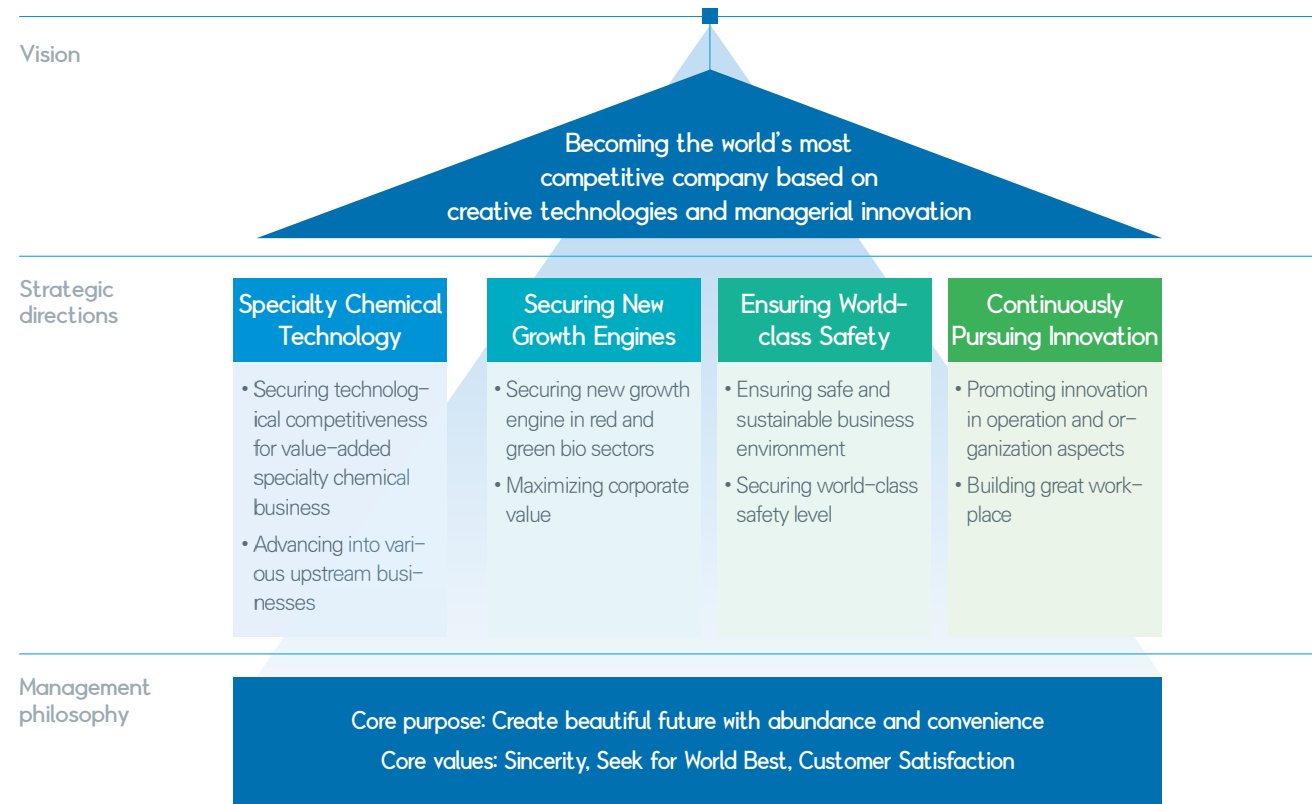 Vision
Becoming the world's most
competitive company based on
creative technologies and managerial innovation
Strategic
directions
Specialty Chemical
Technology
• Securing technolog-
ical competitiveness
for value-added
specialty chemical
business
• Advancing into vari-
ous upstream busi-
nesses
Securing New
Growth Engines
• Securing new growth
engine in red and
green bio sectors
• Maximizing corporate
value
Ensuring World-
class Safety
• Ensuring safe and
sustainable business
environment
• Securing world-class
safety level
Continuously
Pursuing Innovation
• Promoting innovation
in operation and or-
ganization aspects
• Building great work-
place
Management
philosophy
Core purpose: Create beautiful future with abundance and convenience
Core values: Sincerity, Seek for World Best, Customer Satisfaction